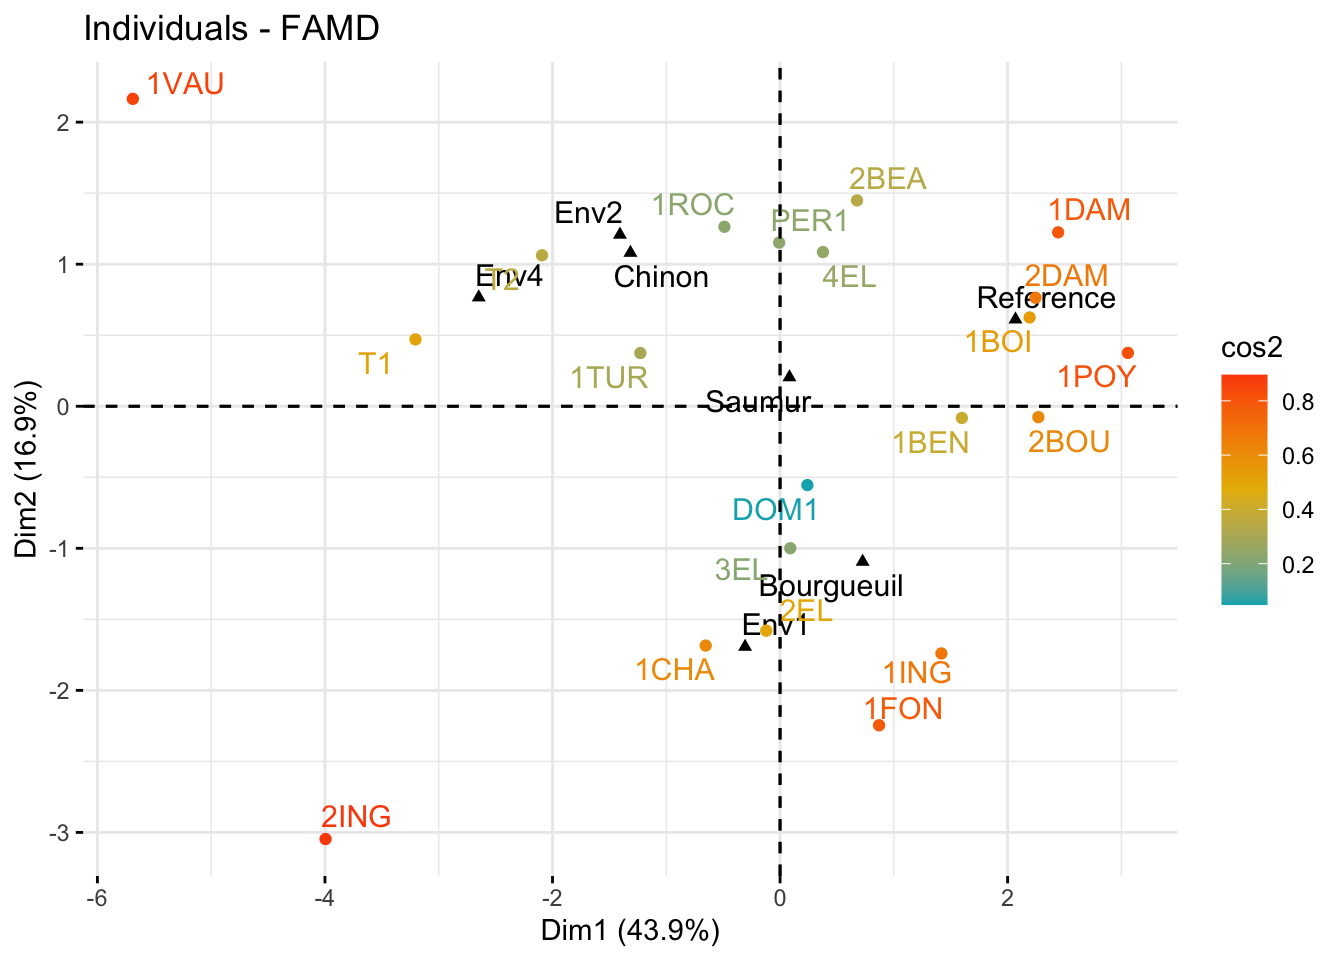 Individuals - FAMD
1VAU
2
2BEA
1ROC
Env2
PER1
1DAM
1
Env4
T2
Chinon
4EL
2DAM
Reference
1BOI
T1
1TUR
1POY
cos2
0.8
0.6
0.4
0.2
Saumur
0
1BEN
2BOU
DOM1
-1
3EL
Bourgueuil
2EL
Env1
1CHA
1ING
-2
1FON
2ING
-3
Dim2 (16.9%)
-6 -4 -2 0 2
Dim1 (43.9%)